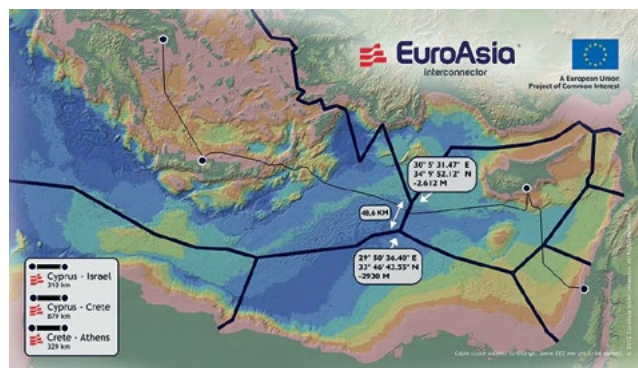 EuroAsia
Interconnector
A European Union
Project of Common Interest
30° 5' 31.47" E
34° 9' 52.12" N
-2.612 M
48,6 KM
29° 50' 36.40" E
33° 46' 43.55" N
-2930 M
Cyprus - Israel
310 km
Cyprus - Crete
879 km
Crete - Athens
329 km